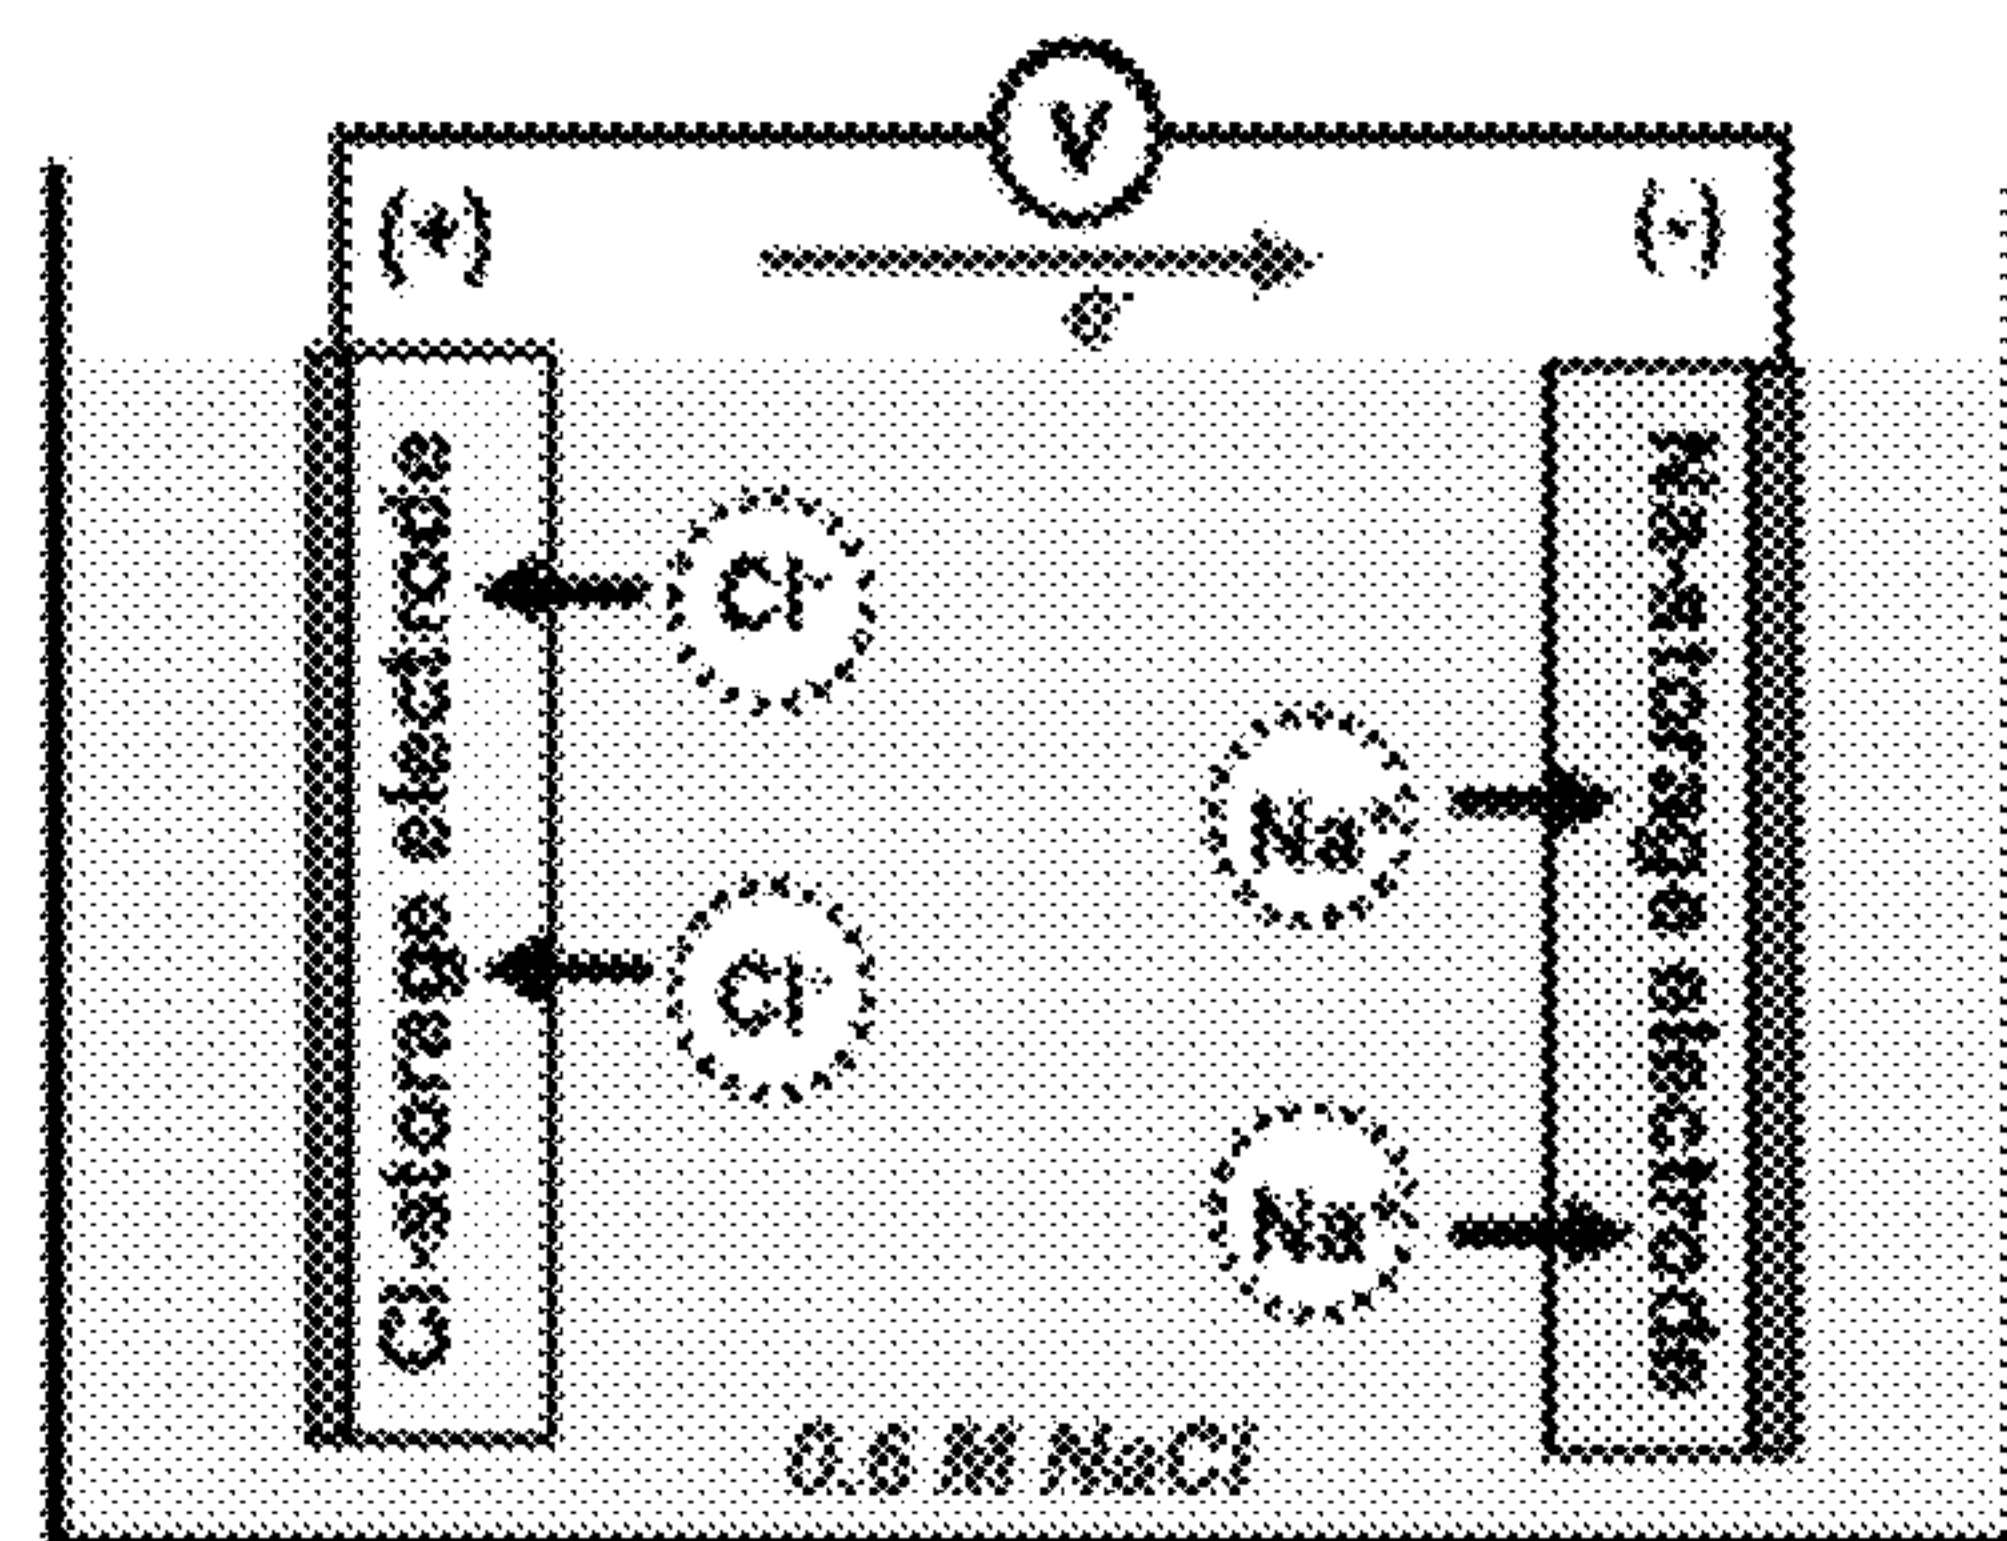 V
(+)
(-)
e-
Cl-storage electrode
Cl-
Cl-
Na+
Na+
Na-storage electrode
0.6 M NaCl